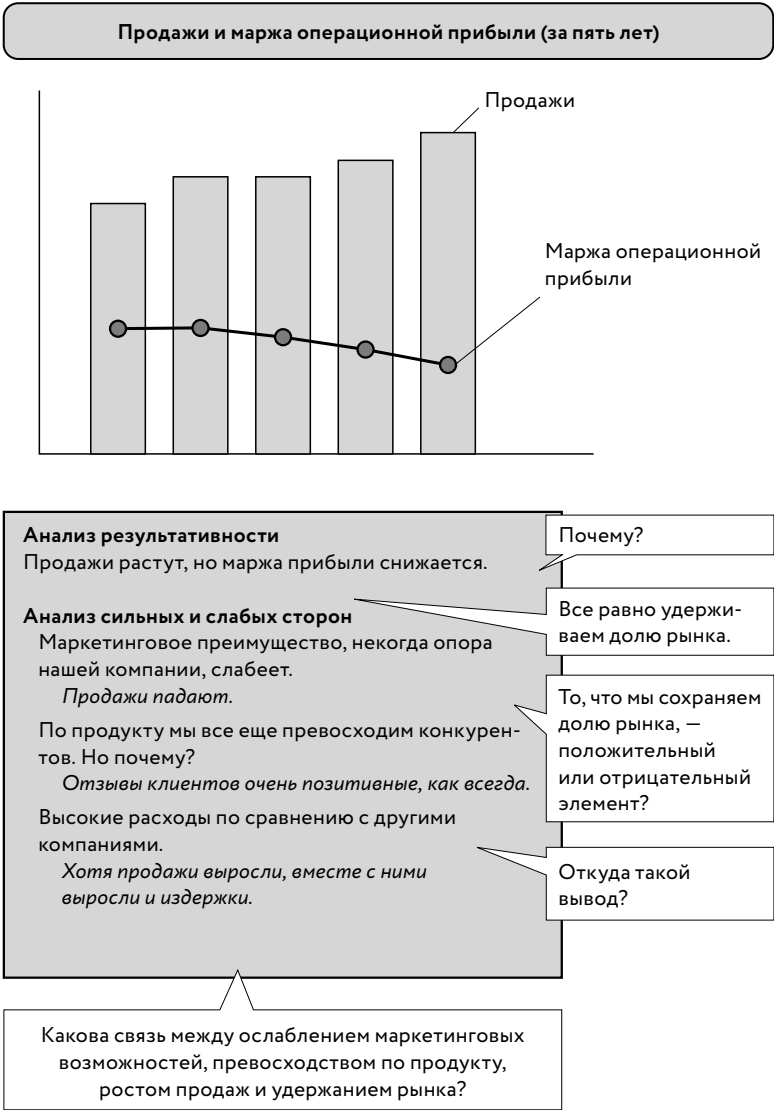 Продажи и маржа операционной прибыли (за пять лет)
Продажи
Маржа операционной
прибыли
Анализ результативности
Продажи растут, но маржа прибыли снижается.
Почему?
Анализ сильных и слабых сторон
Все равно удержи-
ваем долю рынка.
Маркетинговое преимущество, некогда опора
нашей компании, слабеет.
Продажи падают.
То, что мы сохраняем
долю рынка, —
положительный
или отрицательный
элемент?
По продукту мы все еще превосходим конкурен-
тов. Но почему?
Отзывы клиентов очень позитивные, как всегда.
Высокие расходы по сравнению с другими
компаниями.
Хотя продажи выросли, вместе с ними
выросли и издержки.
Откуда такой
вывод?
Какова связь между ослаблением маркетинговых
возможностей, превосходством по продукту,
ростом продаж и удержанием рынка?